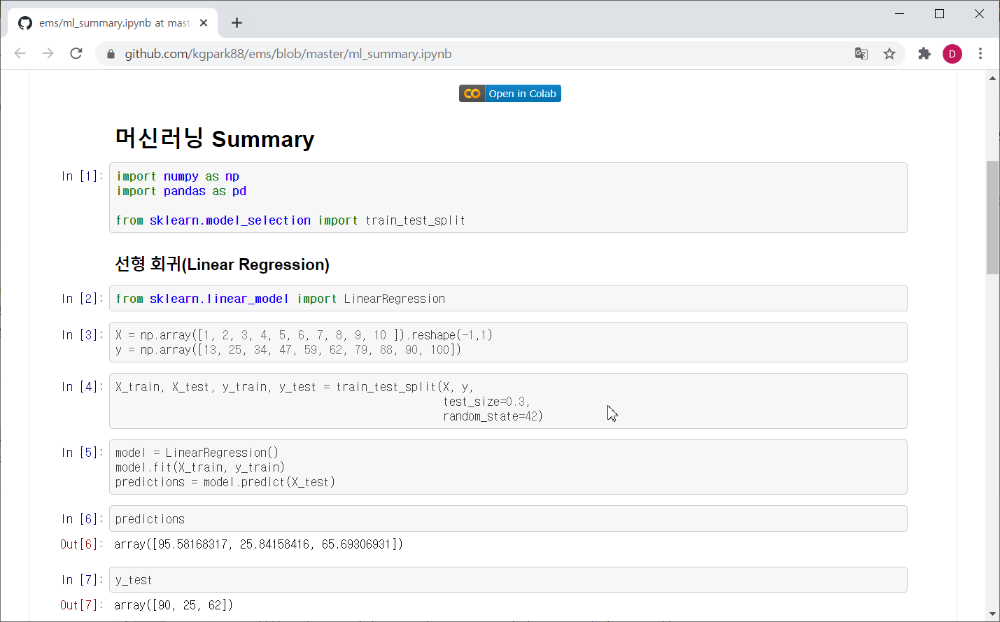 ems/ml_summary.ipynb at mast
github.com/kgpark88/ems/blob/master/ml_summary.ipynb
D
Open in Colab
머신러닝 Summary
In [1]:
import numpy as np
import pandas as pd
from sklearn.model_selection import train_test_split
선형 회귀(Linear Regression)
In [2]:
from sklearn.linear_model import LinearRegression
In [3]:
X = np.array([1, 2, 3, 4, 5, 6, 7, 8, 9, 10 ]).reshape(-1,1)
y = np.array([13, 25, 34, 47, 59, 62, 79, 88, 90, 100])
In [4]:
X_train, X_test, y_train, y_test = train_test_split(X, y,
test_size=0.3,
random_state=42)
In [5]:
model = LinearRegression()
model.fit(X_train, y_train)
predictions = model.predict(X_test)
In [6]:
predictions
Out[6]:
array([95.58168317, 25.84158416, 65.69306931])
In [7]:
y_test
Out[7]:
array([90, 25, 62])